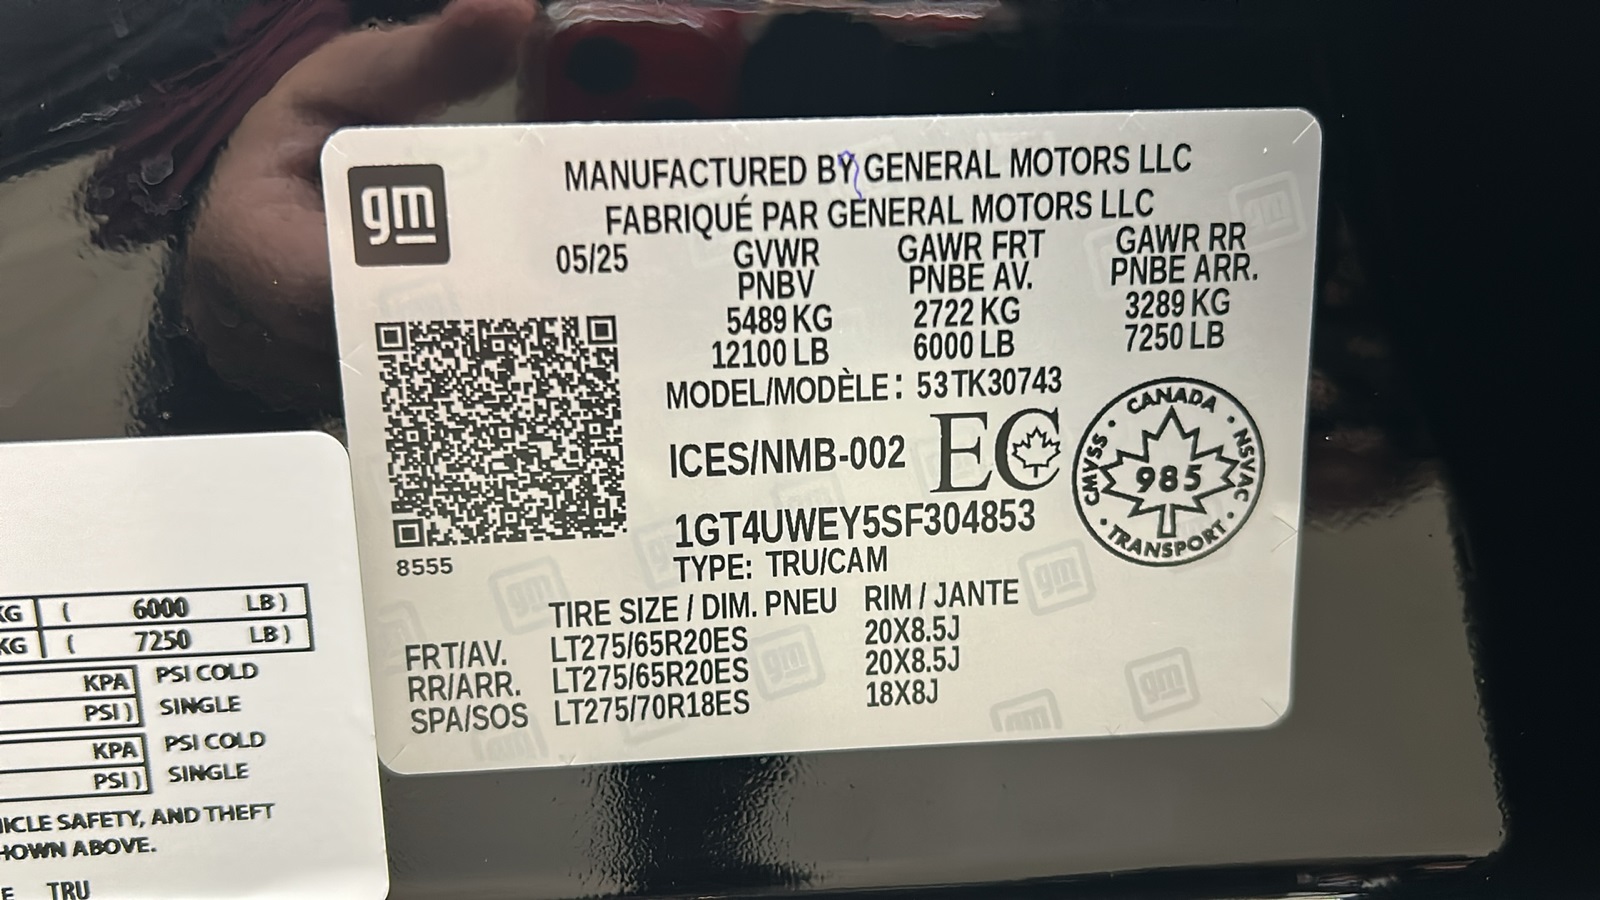 gm
MANUFACTURED BY GENERAL MOTORS LLC
FABRIQUÉ PAR GENERAL MOTORS LLC
05/25
GVWR GAWR FRT GAWR RR
PNBV PNBE AV. PNBE ARR.
5489 KG 2722 KG 3289 KG
12100 LB 6000 LB 7250 LB
MODEL/MODÈLE: 53TK30743
ICES/NMB-002 EC
CANADA
CMVSS 985 NSVAC
TRANSPORT
1GT4UWEY5SF304853
TYPE: TRU/CAM
8555
TIRE SIZE / DIM. PNEU RIM / JANTE
FRT/AV. LT275/65R20ES 20X8.5J
RR/ARR. LT275/65R20ES 20X8.5J
SPA/SOS LT275/70R18ES 18X8J
KG ( 6000 LB )
KG ( 7250 LB )
KPA PSI COLD
PSI ) SINGLE
KPA PSI COLD
PSI ) SINGLE
SAFETY, AND THEFT
ABOVE.
TRU